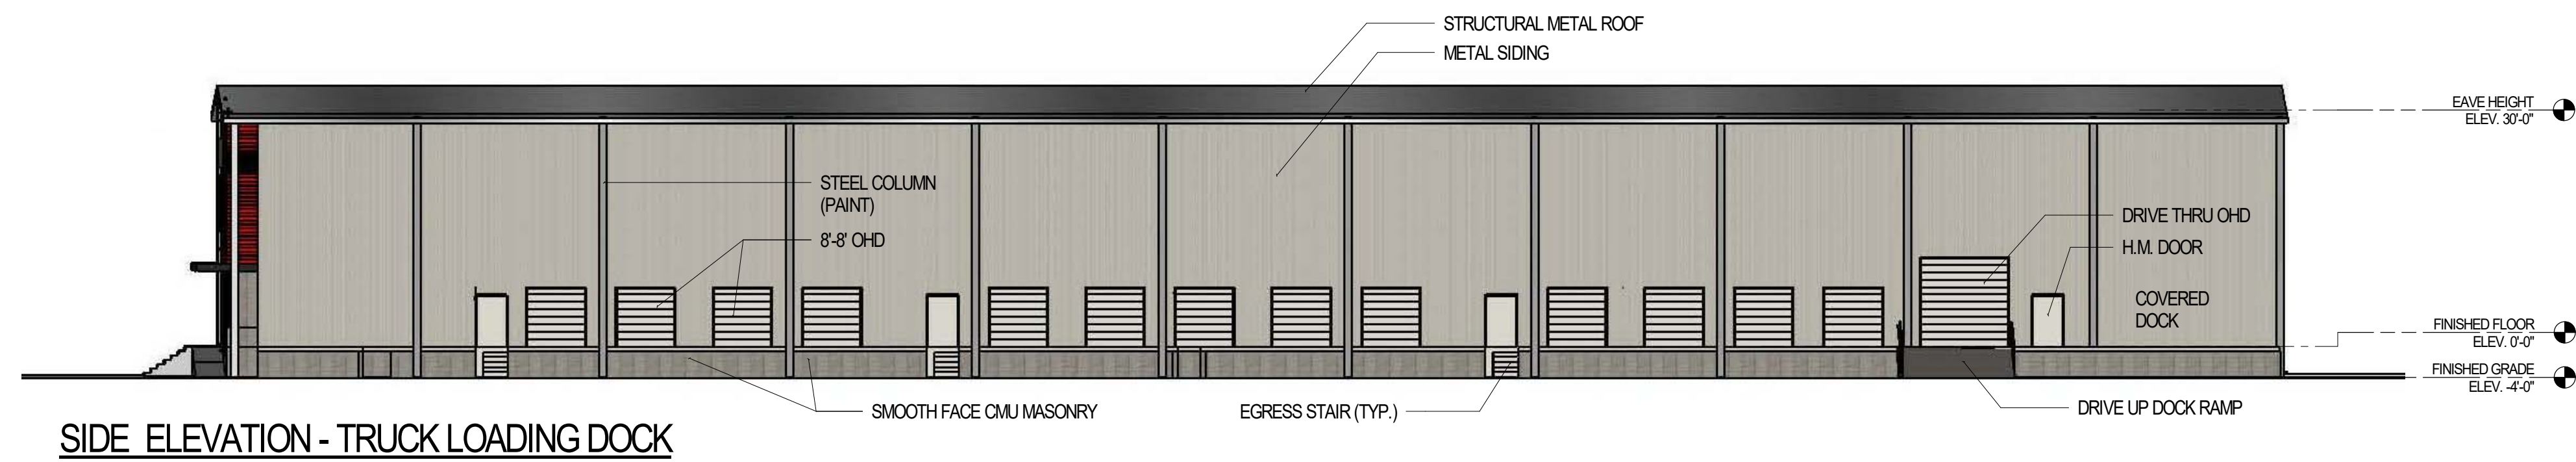 STRUCTURAL METAL ROOF
METAL SIDING
EAVE HEIGHT
ELEV. 30'-0"
STEEL COLUMN
(PAINT)
8'-8' OHD
DRIVE THRU OHD
H.M. DOOR
COVERED
DOCK
FINISHED FLOOR
ELEV. 0'-0"
FINISHED GRADE
ELEV. -4'-0"
SMOOTH FACE CMU MASONRY
EGRESS STAIR (TYP.)
DRIVE UP DOCK RAMP
SIDE ELEVATION - TRUCK LOADING DOCK